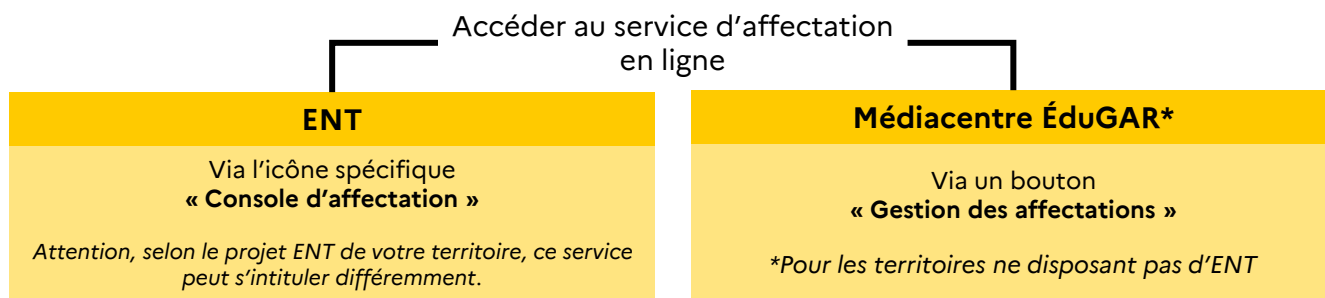 Accéder au service d’affectation
en ligne
ENT
Via l’icône spécifique
« Console d’affectation »
Attention, selon le projet ENT de votre territoire, ce service
peut s’intituler différemment.
Médiacentre ÉduGAR*
Via un bouton
« Gestion des affectations »
*Pour les territoires ne disposant pas d’ENT